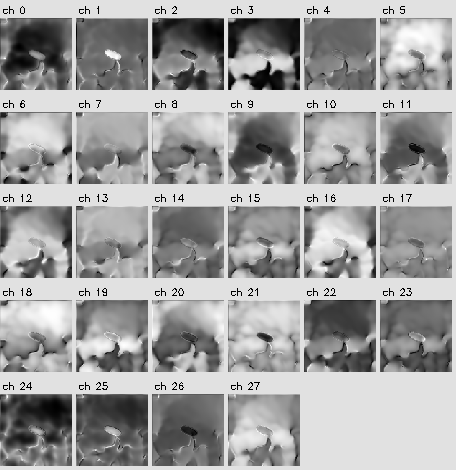 ch 0 ch 1 ch 2 ch 3 ch 4 ch 5
ch 6 ch 7 ch 8 ch 9 ch 10 ch 11
ch 12 ch 13 ch 14 ch 15 ch 16 ch 17
ch 18 ch 19 ch 20 ch 21 ch 22 ch 23
ch 24 ch 25 ch 26 ch 27